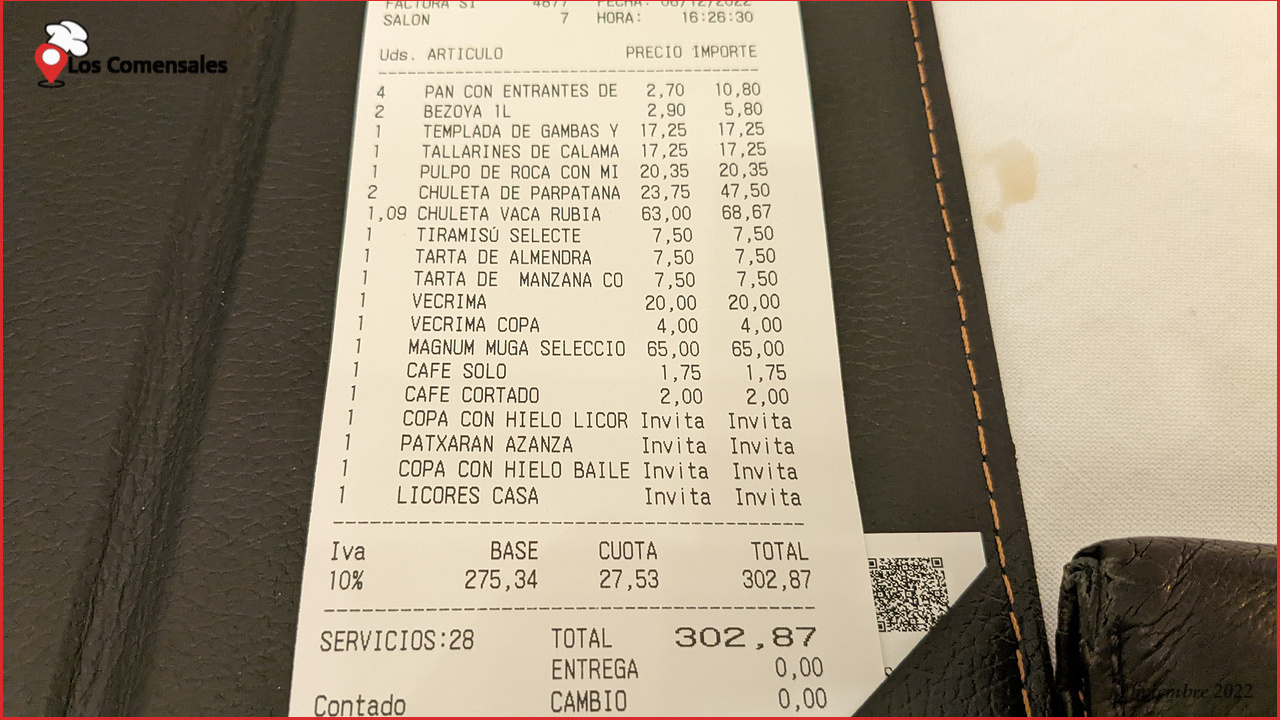 Los Comensales
FACTURA SI 4877 FECHA: 08/12/2022
SALON 7 HORA: 16:26:30
Uds. ARTICULO PRECIO IMPORTE
4 PAN CON ENTRANTES DE 2,70 10,80
2 BEZOYA 1L 2,90 5,80
1 TEMPLADA DE GAMBAS Y 17,25 17,25
1 TALLARINES DE CALAMA 17,25 17,25
1 PULPO DE ROCA CON MI 20,35 20,35
2 CHULETA DE PARPATANA 23,75 47,50
1,09 CHULETA VACA RUBIA 63,00 68,67
1 TIRAMISÚ SELECTE 7,50 7,50
1 TARTA DE ALMENDRA 7,50 7,50
1 TARTA DE MANZANA CO 7,50 7,50
1 VECRIMA 20,00 20,00
1 VECRIMA COPA 4,00 4,00
1 MAGNUM MUGA SELECCIO 65,00 65,00
1 CAFE SOLO 1,75 1,75
1 CAFE CORTADO 2,00 2,00
1 COPA CON HIELO LICOR Invita Invita
1 PATXARAN AZANZA Invita Invita
1 COPA CON HIELO BAILE Invita Invita
1 LICORES CASA Invita Invita
Iva BASE CUOTA TOTAL
10% 275,34 27,53 302,87
SERVICIOS:28 TOTAL 302,87
ENTREGA 0,00
Contado CAMBIO 0,00
Diciembre 2022